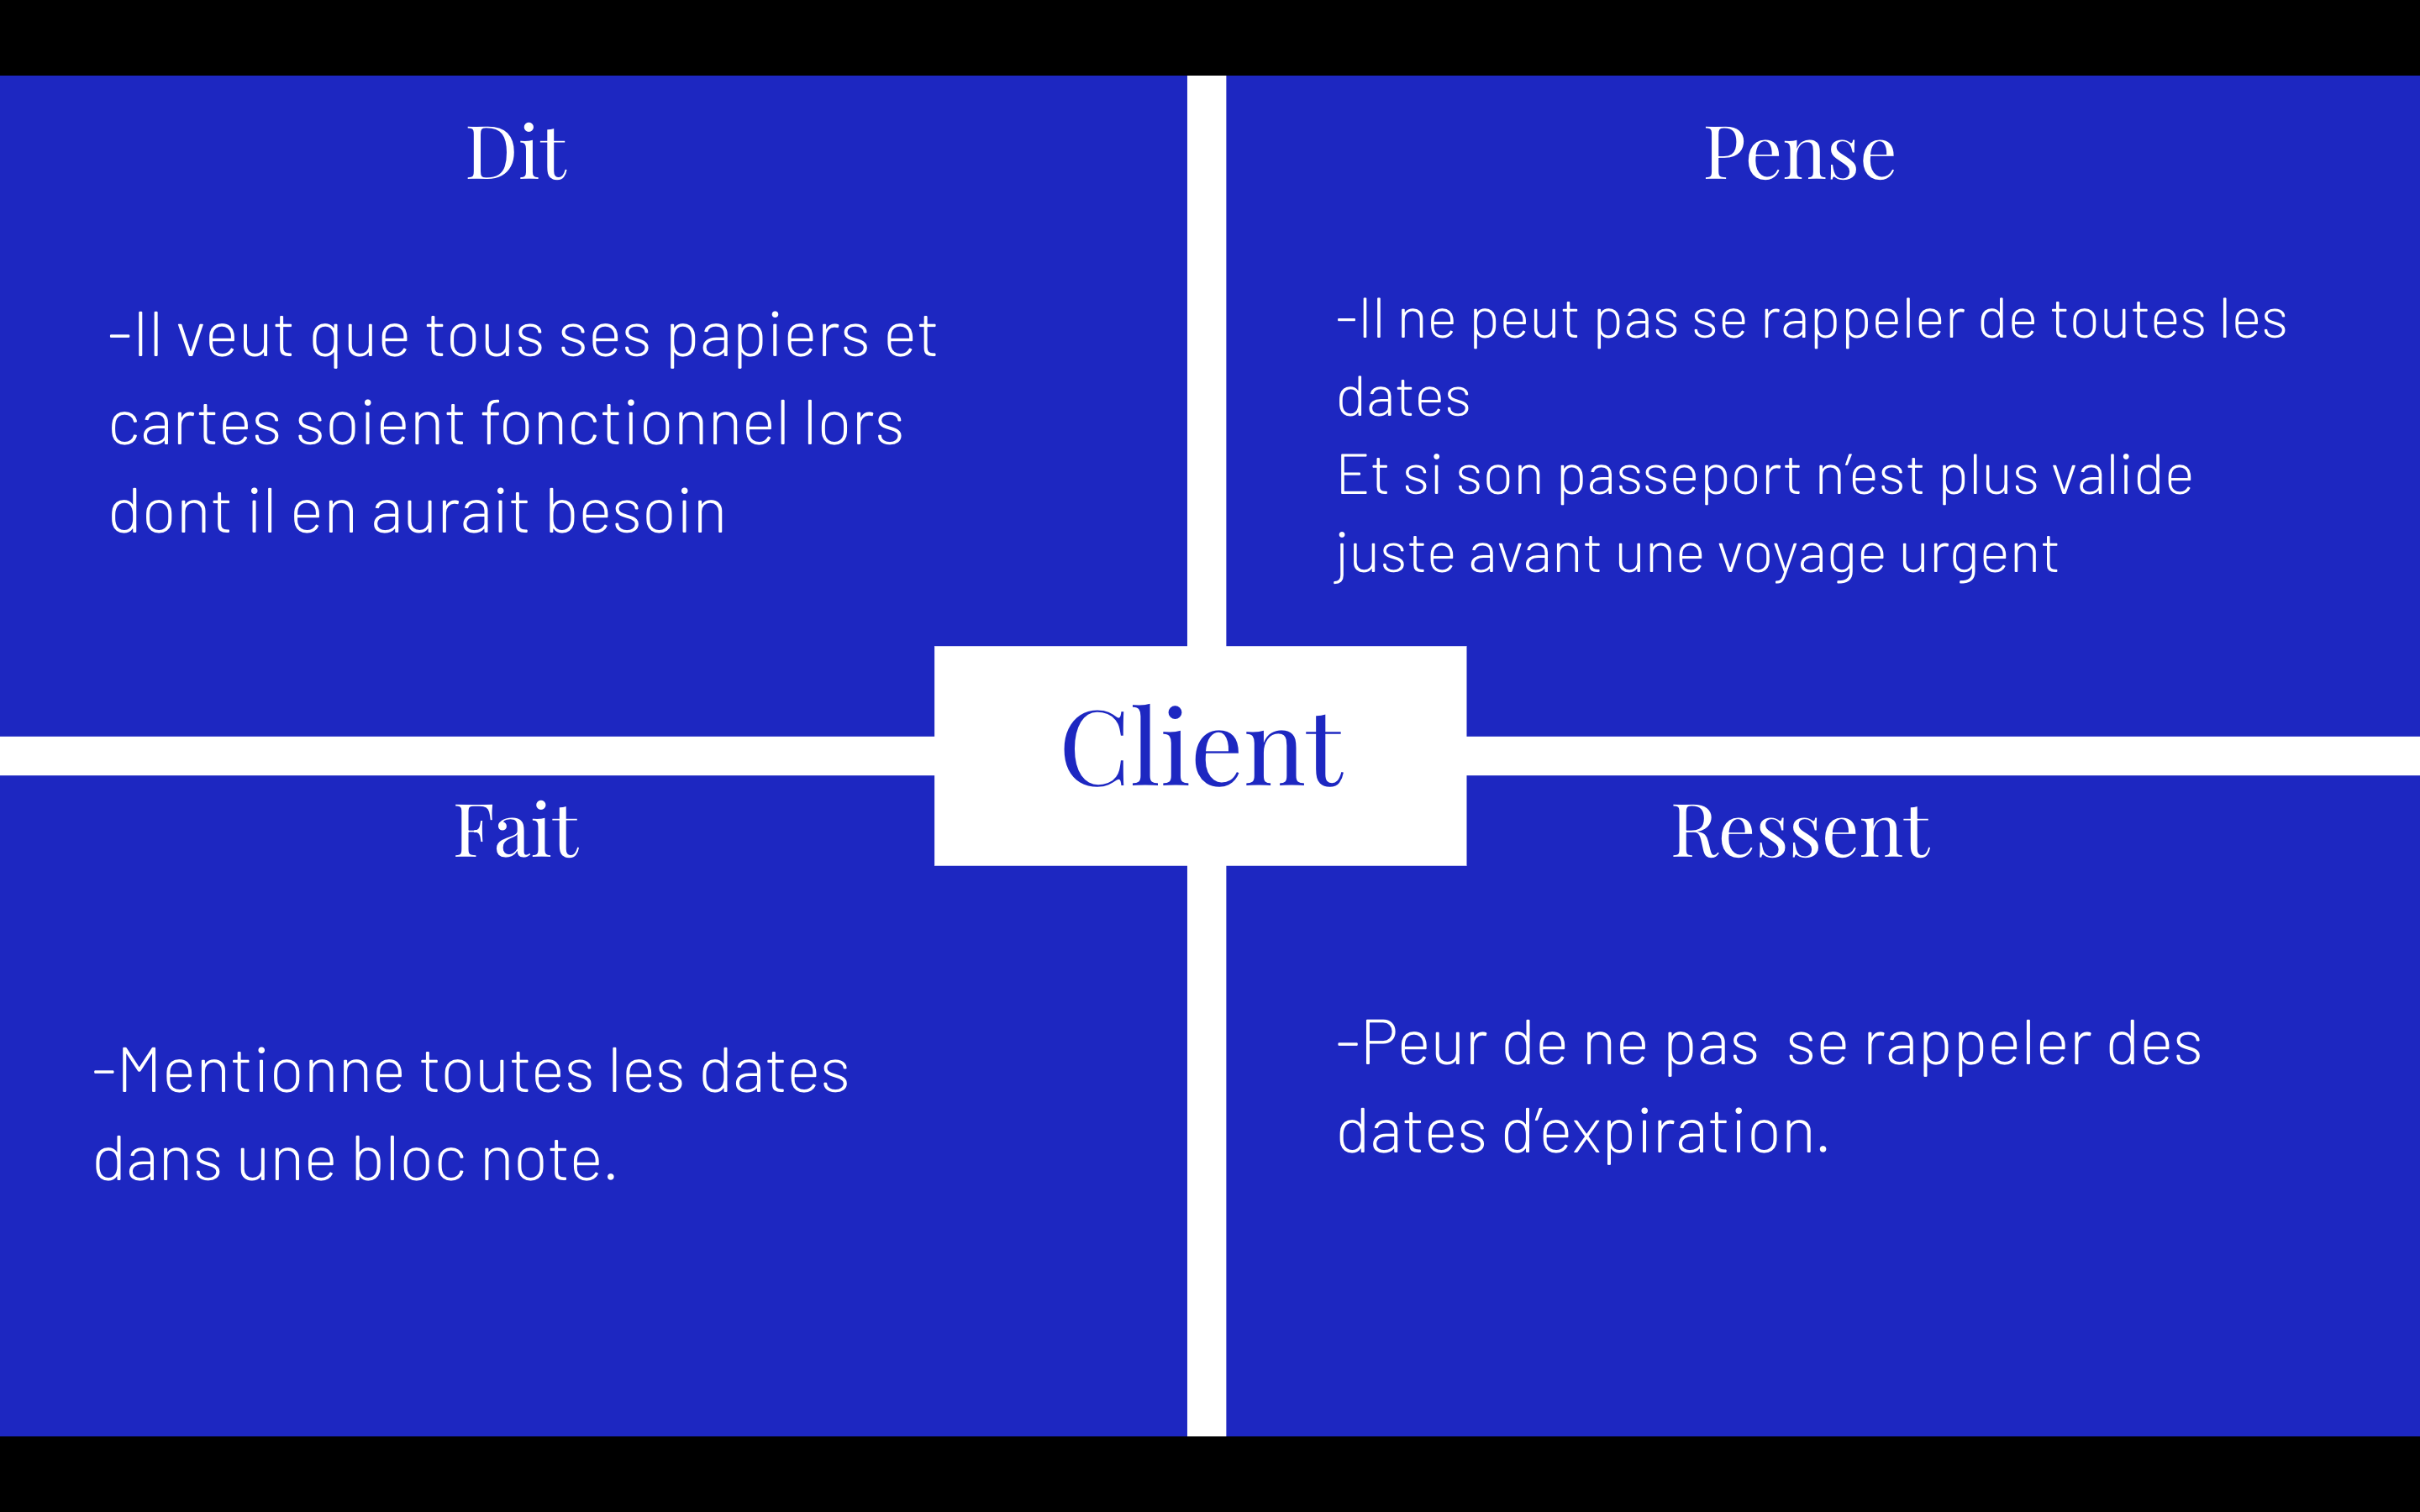 Dit
-Il veut que tous ses papiers et
cartes soient fonctionnel lors
dont il en aurait besoin
Pense
-Il ne peut pas se rappeler de toutes les
dates
Et si son passeport n’est plus valide
juste avant une voyage urgent
Client
Fait
-Mentionne toutes les dates
dans une bloc note.
Ressent
-Peur de ne pas  se rappeler des
dates d’expiration.